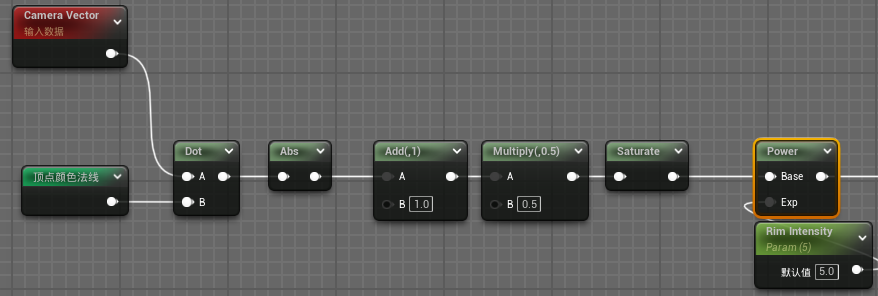 Camera Vector
输入数据
顶点颜色法线
Dot
A
B
Abs
Add(,1)
A
B 1.0
Multiply(,0.5)
A
B 0.5
Saturate
Power
Base
Exp
Rim Intensity
Param (5)
默认值 5.0